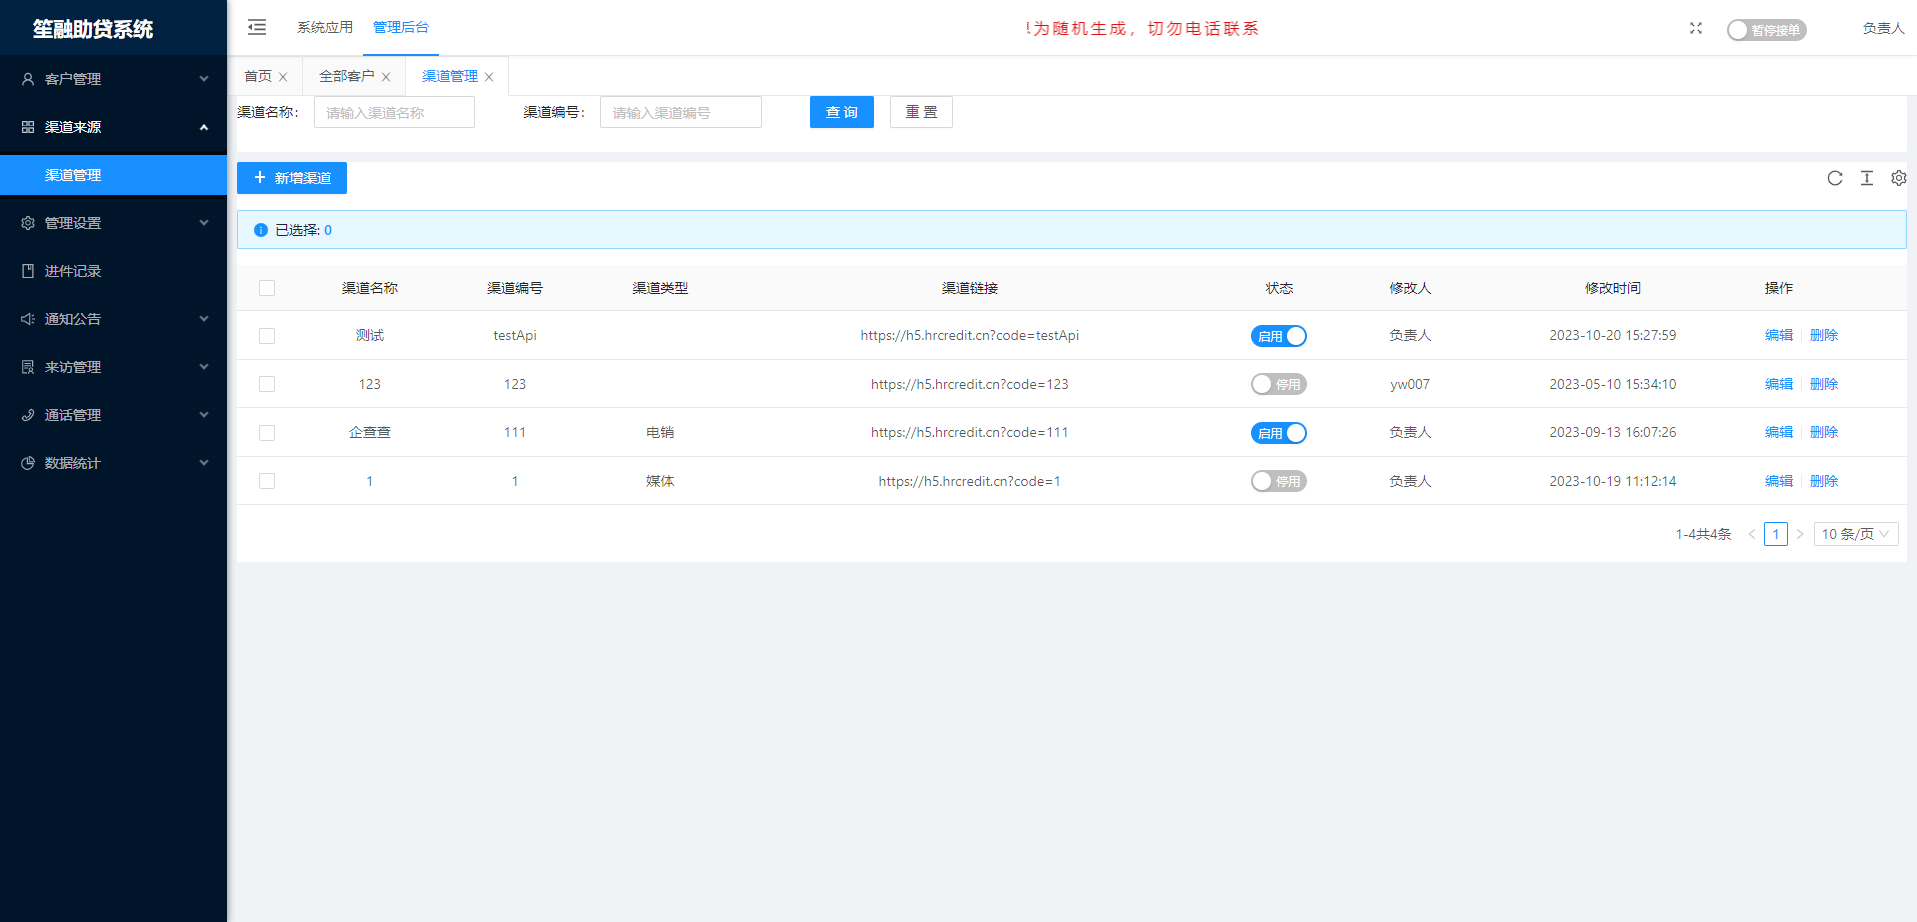 笙融助贷系统
系统应用 管理后台
为随机生成，切勿电话联系
暂停接单
负责人
客户管理
渠道来源
渠道管理
管理设置
进件记录
通知公告
来访管理
通话管理
数据统计
首页 全部客户 渠道管理
渠道名称： 请输入渠道名称 渠道编号： 请输入渠道编号 查 询 重 置
+ 新增渠道
已选择: 0
渠道名称 渠道编号 渠道类型 渠道链接 状态 修改人 修改时间 操作
测试 testApi https://h5.hrcredit.cn?code=testApi 启用 负责人 2023-10-20 15:27:59 编辑 删除
123 123 https://h5.hrcredit.cn?code=123 停用 yw007 2023-05-10 15:34:10 编辑 删除
企查查 111 电销 https://h5.hrcredit.cn?code=111 启用 负责人 2023-09-13 16:07:26 编辑 删除
1 1 媒体 https://h5.hrcredit.cn?code=1 停用 负责人 2023-10-19 11:12:14 编辑 删除
1-4共4条 < 1 > 10 条/页